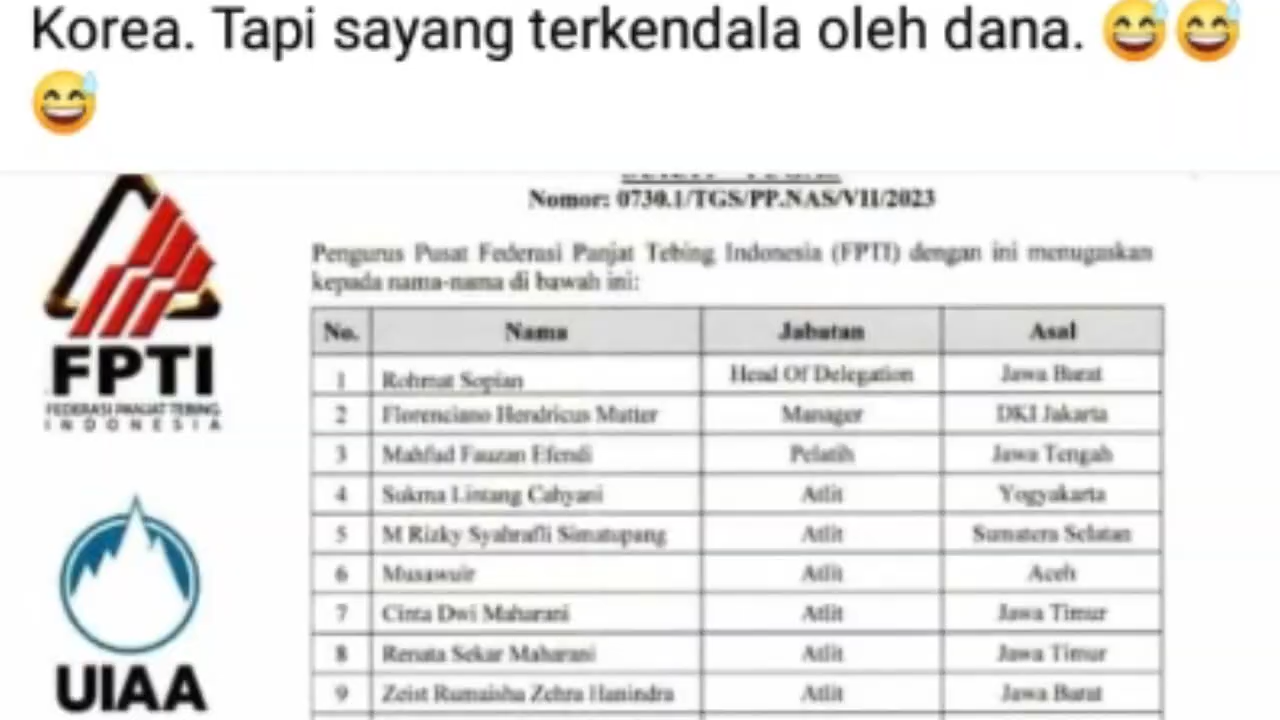 Korea. Tapi sayang terkendala oleh dana. 😅😅
😅
Nomor: 0730.1/TGS/PP.NAS/VII/2023
Pengurus Pusat Federasi Panjat Tebing Indonesia (FPTI) dengan ini menugaskan
kepada nama-nama di bawah ini:
No. Nama Jabatan Asal
1 Rohmat Sopian Head Of Delegation Jawa Barat
2 Florenciano Hendricus Mutter Manager DKI Jakarta
3 Mahfud Fauzan Efendi Pelatih Jawa Tengah
4 Sukma Lintang Cahyani Atlit Yogyakarta
5 M Rizky Syahrafli Simatupang Atlit Sumatera Selatan
6 Musawuir Atlit Aceh
7 Cinta Dwi Maharani Atlit Jawa Timur
8 Renata Sekar Maharani Atlit Jawa Timur
9 Zeist Rumaisha Zehra Hanindra Atlit Jawa Barat
FPTI
FEDERASI PANJAT TEBING
INDONESIA
UIAA